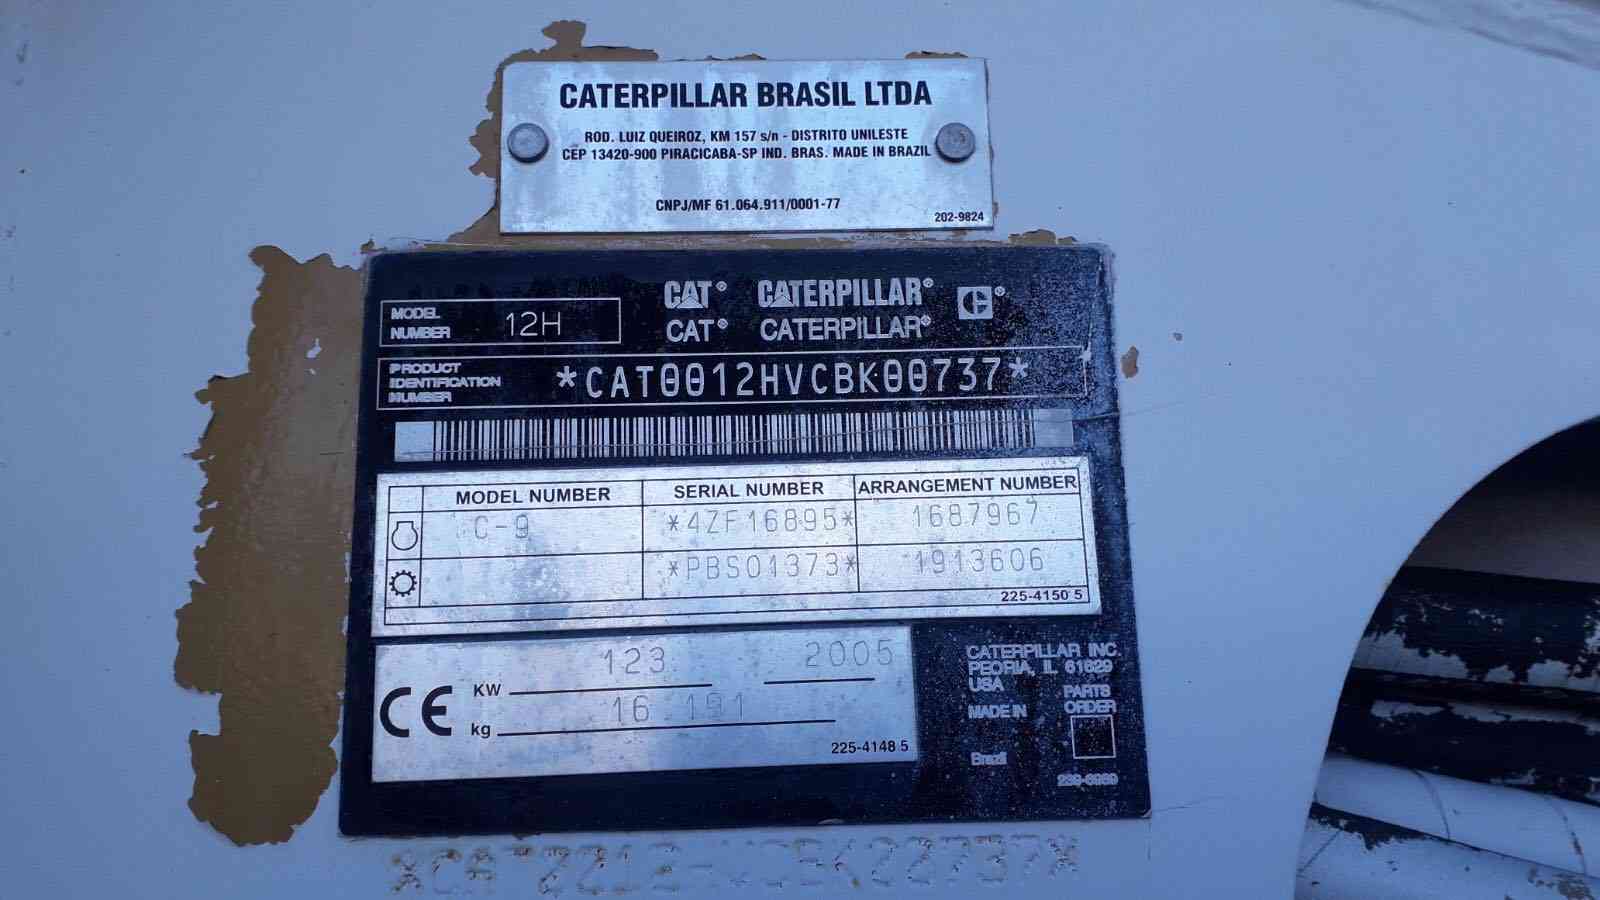 CATERPILLAR BRASIL LTDA
ROD. LUIZ QUEIROZ, KM 157 s/n - DISTRITO UNILESTE
CEP 13420-900 PIRACICABA-SP IND. BRAS. MADE IN BRAZIL
CNPJ/MF 61.064.911/0001-77
202-9824
CAT® CATERPILLAR® C®
MODEL NUMBER 12H
CAT® CATERPILLAR®
PRODUCT IDENTIFICATION NUMBER *CAT0012HVCBK00737*
MODEL NUMBER SERIAL NUMBER ARRANGEMENT NUMBER
C-9 *4ZF16895* 1687967
*PBS01373* 1913606
225-4150 5
CE
KW 123 2005
kg 16 191
225-4148 5
CATERPILLAR INC.
PEORIA, IL 61629
USA
PARTS
MADE IN ORDER
Brazil
239-6969